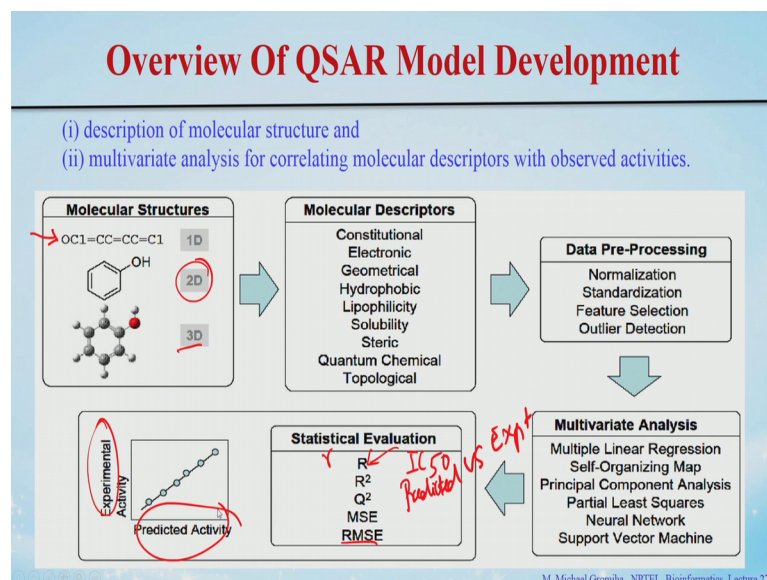 Overview Of QSAR Model Development
(i) description of molecular structure and
(ii) multivariate analysis for correlating molecular descriptors with observed activities.
Molecular Structures
OC1=CC=CC=C1
1D
OH
2D
3D
Molecular Descriptors
Constitutional
Electronic
Geometrical
Hydrophobic
Lipophilicity
Solubility
Steric
Quantum Chemical
Topological
Data Pre-Processing
Normalization
Standardization
Feature Selection
Outlier Detection
Multivariate Analysis
Multiple Linear Regression
Self-Organizing Map
Principal Component Analysis
Partial Least Squares
Neural Network
Support Vector Machine
Statistical Evaluation
r
R
R²
Q²
MSE
RMSE
IC50
Predicted vs Expt
Experimental
Activity
Predicted Activity
M. Michael Gromiha, NPTEL, Bioinformatics, Lecture